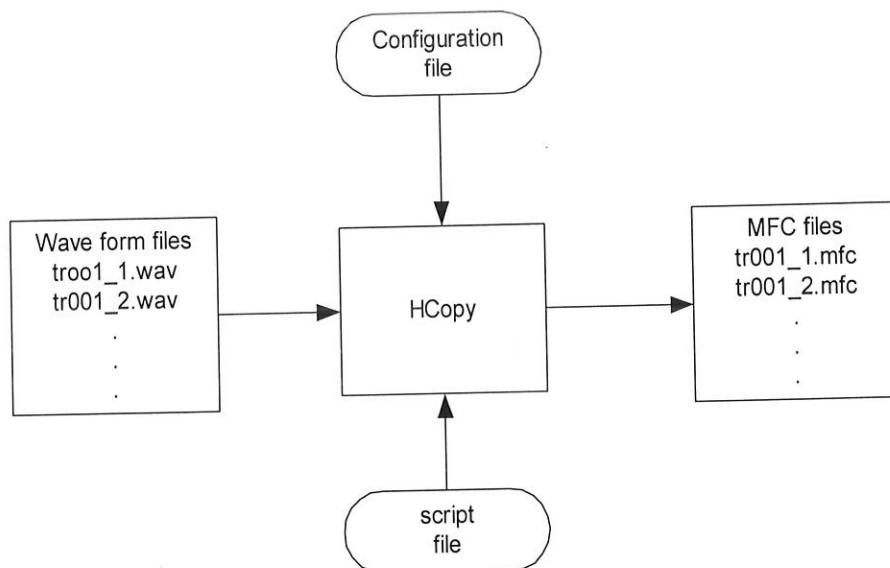 Configuration
file
Wave form files
troo1_1.wav
tr001_2.wav
.
.
.
HCopy
MFC files
tr001_1.mfc
tr001_2.mfc
.
.
.
script
file